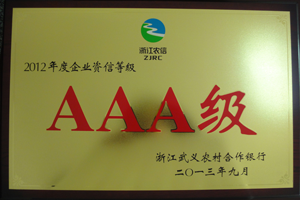 浙江农信
ZJRC
2012年度企业资信等级
AAA级
浙江武义农村合作银行
二〇一三年九月